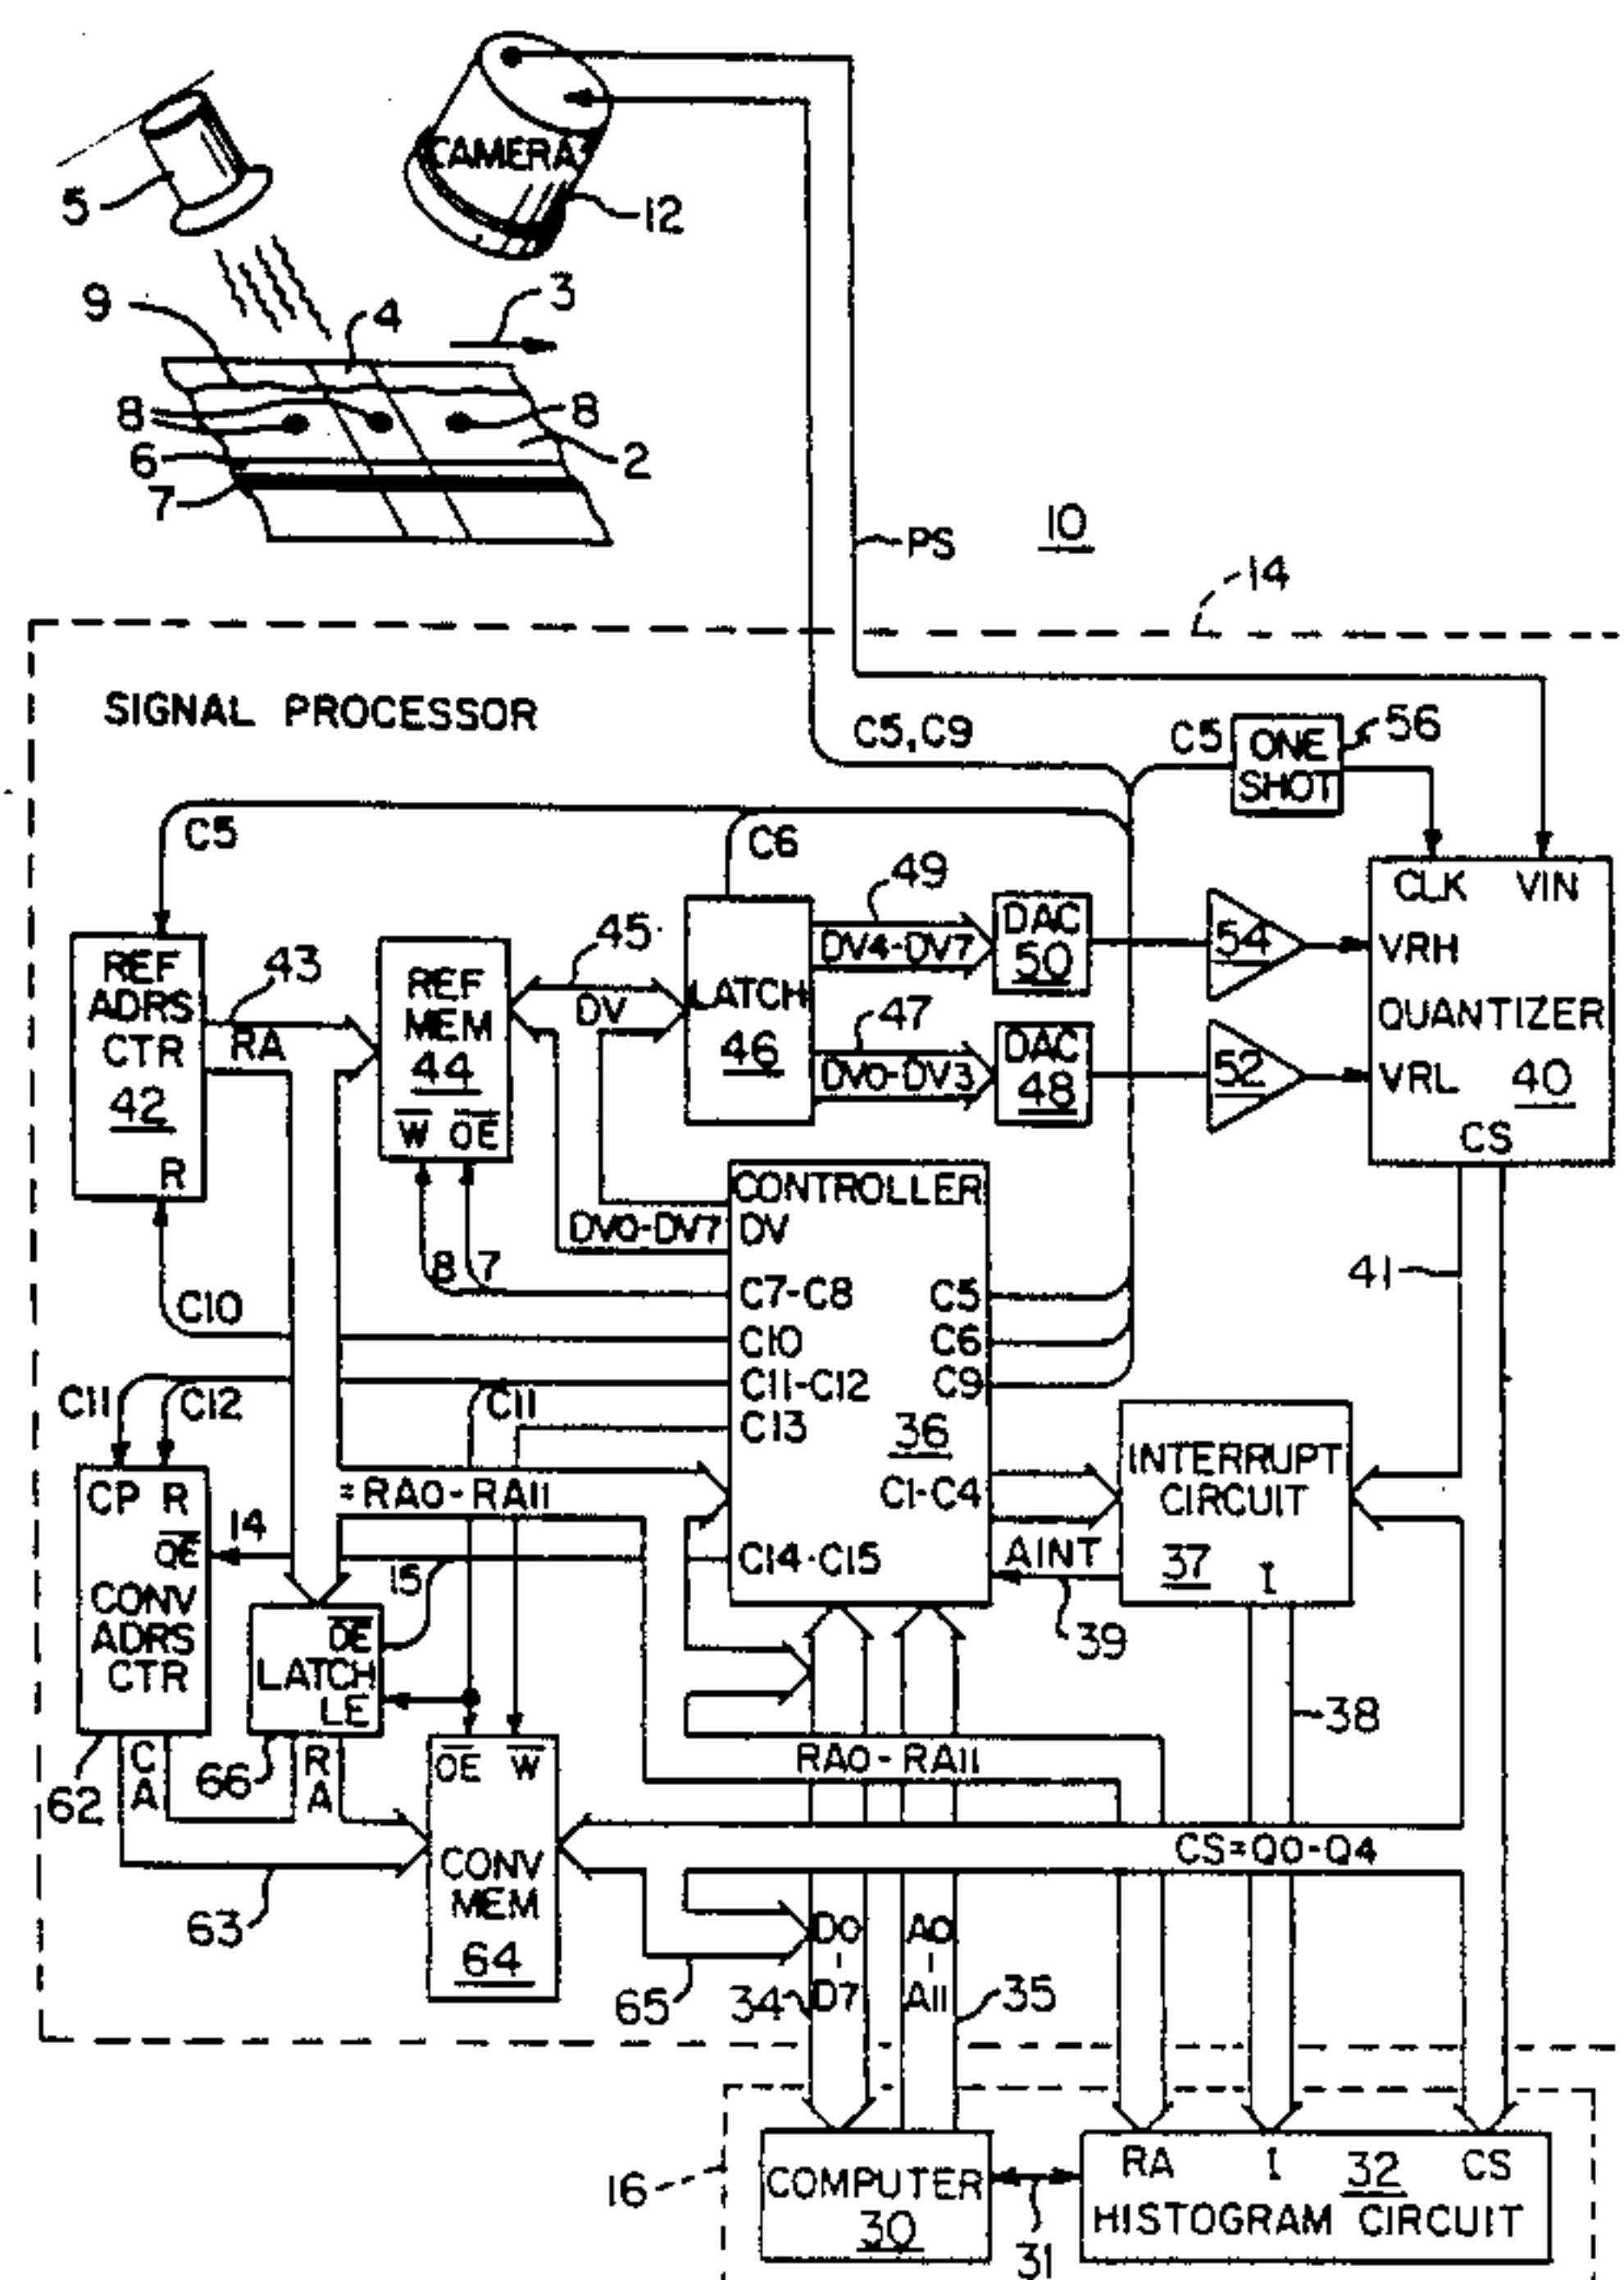 CAMERA
5
12
3
9
4
8
8
6
2
7
PS
10
14
SIGNAL PROCESSOR
C5, C9
C5
ONE
SHOT
56
C5
C6
CLK VIN
49
DAC
50
DV4-DV7
54
VRH
45
REF
ADRS
CTR
42
R
43
RA
REF
MEM
44
W OE
DV
LATCH
46
47
DAC
48
DV0-DV3
52
VRL
QUANTIZER
40
CS
CONTROLLER
DV0-DV7
DV
8 7
C7-C8
C5
41
C10
C10
C6
C11
C12
C11
C11-C12
C9
C13
36
= RA0-RA11
C1-C4
INTERRUPT
CIRCUIT
37
I
CP R
OE
14
CONV
ADRS
CTR
15
C14-C15
AINT
39
OE
LATCH
LE
38
62
C
A
66
R
A
OE W
RA0-RA11
CS=Q0-Q4
CONV
MEM
64
63
D0
-
D7
A0
-
A11
65
34
35
16
COMPUTER
30
31
RA I 32 CS
HISTOGRAM CIRCUIT